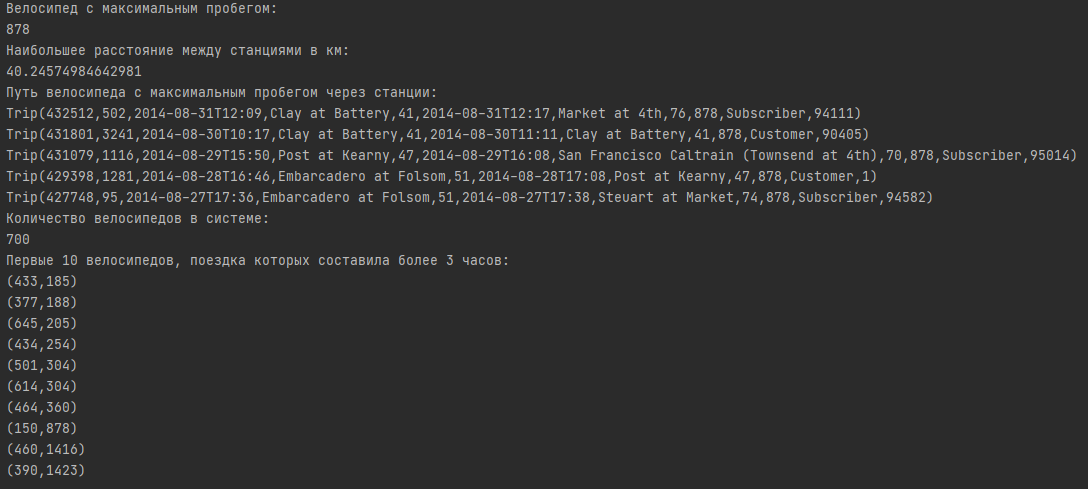 Велосипед с максимальным пробегом:
878
Наибольшее расстояние между станциями в км:
40.24574984642981
Путь велосипеда с максимальным пробегом через станции:
Trip(432512,502,2014-08-31T12:09,Clay at Battery,41,2014-08-31T12:17,Market at 4th,76,878,Subscriber,94111)
Trip(431801,3241,2014-08-30T10:17,Clay at Battery,41,2014-08-30T11:11,Clay at Battery,41,878,Customer,90405)
Trip(431079,1116,2014-08-29T15:50,Post at Kearny,47,2014-08-29T16:08,San Francisco Caltrain (Townsend at 4th),70,878,Subscriber,95014)
Trip(429398,1281,2014-08-28T16:46,Embarcadero at Folsom,51,2014-08-28T17:08,Post at Kearny,47,878,Customer,1)
Trip(427748,95,2014-08-27T17:36,Embarcadero at Folsom,51,2014-08-27T17:38,Steuart at Market,74,878,Subscriber,94582)
Количество велосипедов в системе:
700
Первые 10 велосипедов, поездка которых составила более 3 часов:
(433,185)
(377,188)
(645,205)
(434,254)
(501,304)
(614,304)
(464,360)
(150,878)
(460,1416)
(390,1423)